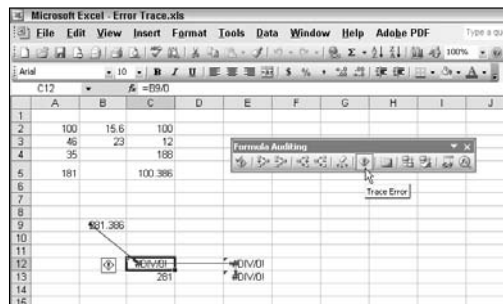 Microsoft Excel - Error Trace.xls
File Edit View Insert Format Tools Data Window Help Adobe PDF Type a qu
Arial 10 B I U $ % , 100%
C12 fx =B9/0
A B C D E F G H I J
1
2 100 15.6 100
3 46 23 12
4 35 188
5 181 100.386
6
7
8
9 81.386
10
11
12 #DIV/0! #DIV/0!
13 281 #DIV/0!
14
15
Formula Auditing
Trace Error